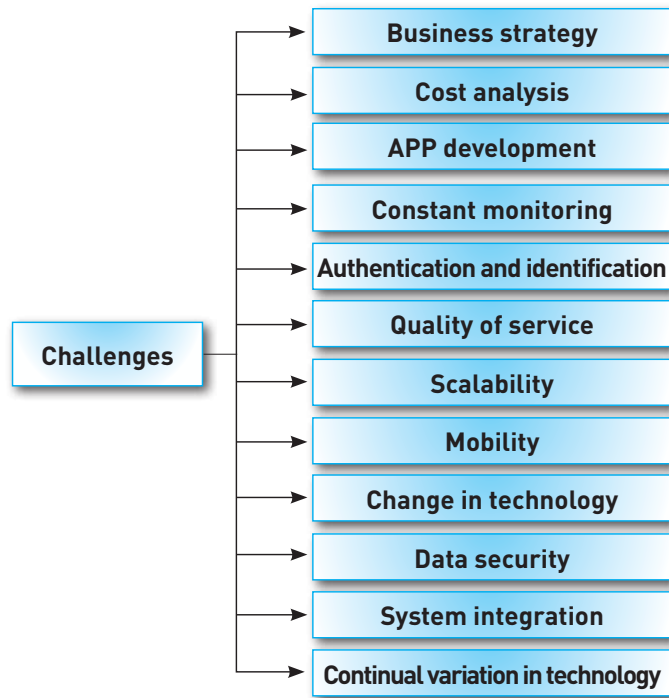 Business strategy
Cost analysis
APP development
Constant monitoring
Authentication and identification
Quality of service
Challenges
Scalability
Mobility
Change in technology
Data security
System integration
Continual variation in technology